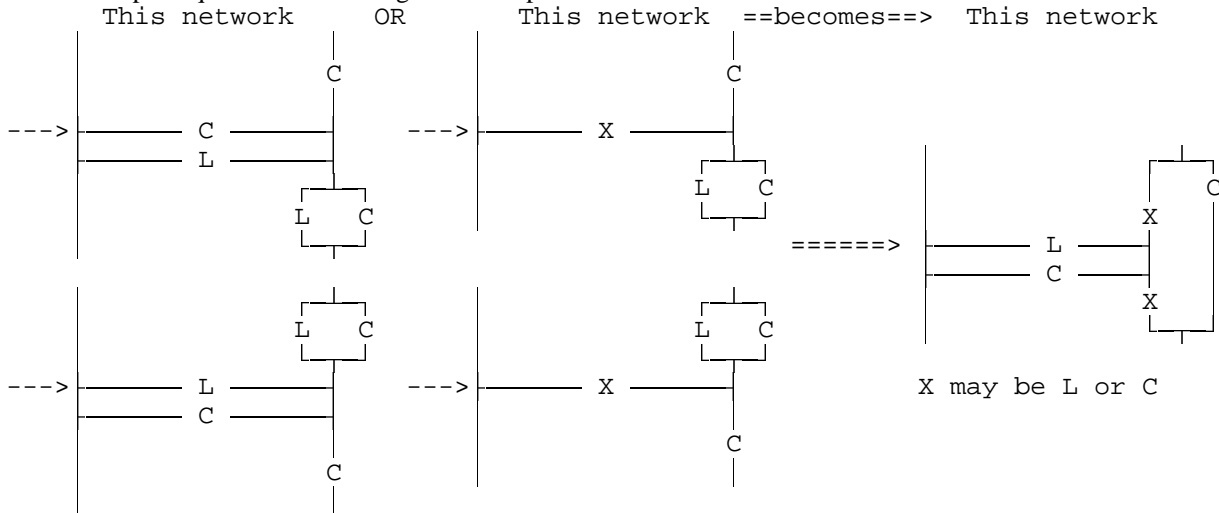 This network OR This network ==becomes==> This network
C C
---> C ---> X
L
L C C
L C X
======> L
C
X
L C L C
---> L ---> X X may be L or C
C
C
C